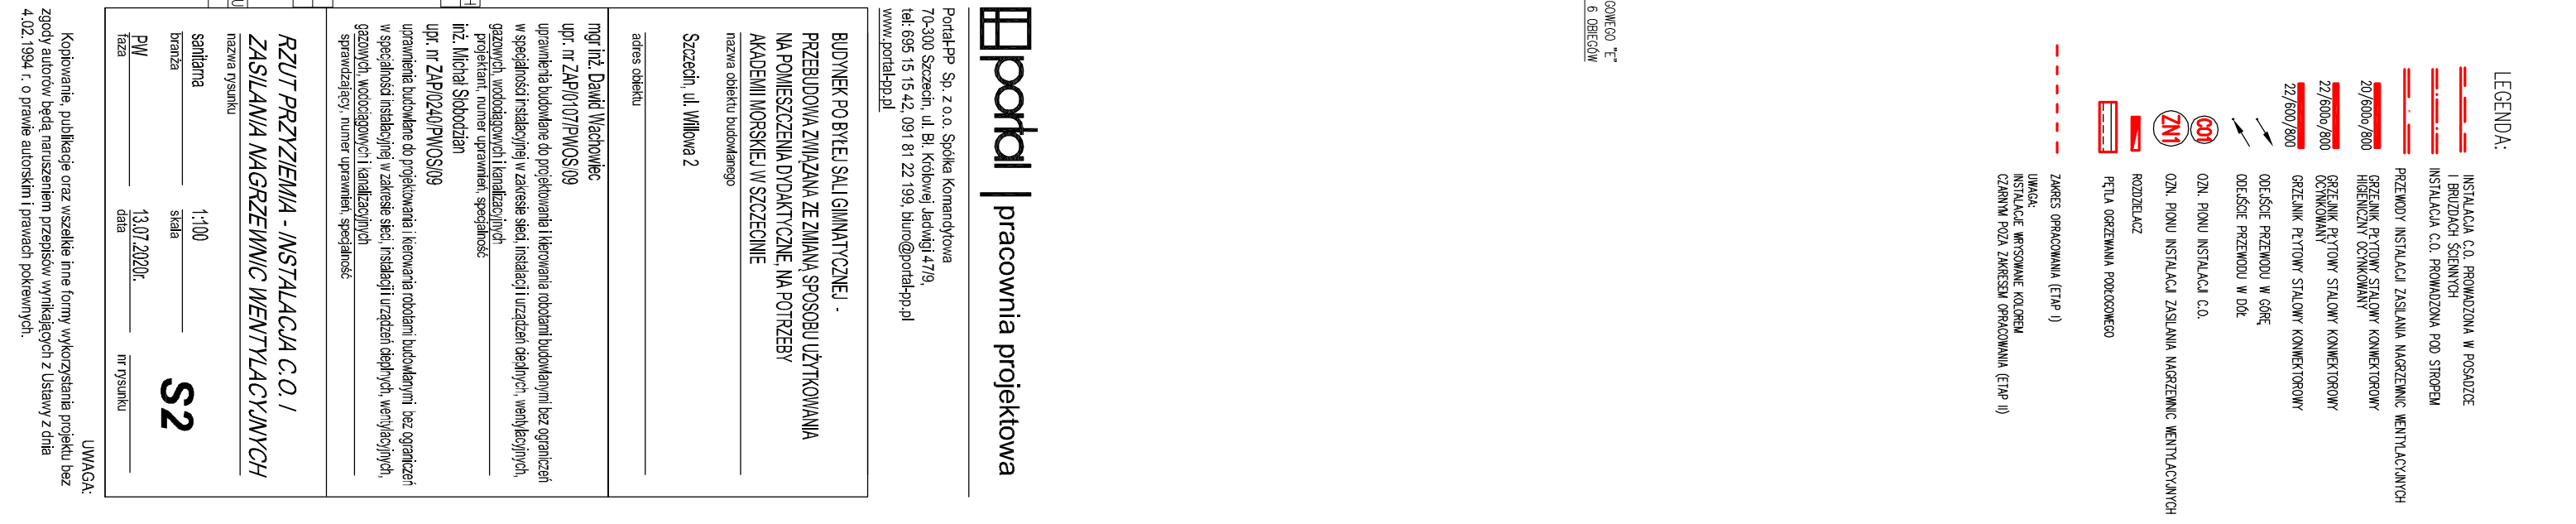 LEGENDA:
INSTALACJA C.O. PROWADZONA W POSADZCE
I BRUZDACH ŚCIENNYCH
INSTALACJA C.O. PROWADZONA POD STROPEM
PRZEWODY INSTALACJI ZASILANIA NAGRZEWNIC WENTYLACYJNYCH
20/600o/800
GRZEJNIK PŁYTOWY STALOWY KONWEKTOROWY
HIGIENICZNY OCYNKOWANY
22/600o/800
GRZEJNIK PŁYTOWY STALOWY KONWEKTOROWY
OCYNKOWANY
22/600/800
GRZEJNIK PŁYTOWY STALOWY KONWEKTOROWY
ODEJŚCIE PRZEWODU W GÓRĘ
ODEJŚCIE PRZEWODU W DÓŁ
CO1
OZN. PIONU INSTALACJI C.O.
ZN1
OZN. PIONU INSTALACJI ZASILANIA NAGRZEWNIC WENTYLACYJNYCH
ROZDZIELACZ
PĘTLA OGRZEWANIA PODŁOGOWEGO
ZAKRES OPRACOWANIA (ETAP I)
UWAGA:
INSTALACJE WRYSOWANE KOLOREM
CZARNYM POZA ZAKRESEM OPRACOWANIA (ETAP II)
GOWEGO "E"
6 OBIEGÓW
portal | pracownia projektowa
Portal-PP Sp. z o.o. Spółka Komandytowa
70-300 Szczecin, ul. Bł. Królowej Jadwigi 47/9,
tel: 695 15 15 42, 091 81 22 199, biuro@portal-pp.pl
www.portal-pp.pl
BUDYNEK PO BYŁEJ SALI GIMNATYCZNEJ -
PRZEBUDOWA ZWIĄZANA ZE ZMIANĄ SPOSOBU UŻYTKOWANIA
NA POMIESZCZENIA DYDAKTYCZNE, NA POTRZEBY
AKADEMII MORSKIEJ W SZCZECINIE
nazwa obiektu budowlanego
Szczecin, ul. Willowa 2
adres obiektu
mgr inż. Dawid Wachowiec
upr. nr ZAP/0107/PWOS/09
uprawnienia budowlane do projektowania i kierowania robotami budowlanymi bez ograniczeń
w specjalności instalacyjnej w zakresie sieci, instalacji i urządzeń cieplnych, wentylacyjnych,
gazowych, wodociągowych i kanalizacyjnych
projektant, numer uprawnień, specjalność
inż. Michał Słobodzian
upr. nr ZAP/0240/PWOS/09
uprawnienia budowlane do projektowania i kierowania robotami budowlanymi bez ograniczeń
w specjalności instalacyjnej w zakresie sieci, instalacji i urządzeń cieplnych, wentylacyjnych,
gazowych, wodociągowych i kanalizacyjnych
sprawdzający, numer uprawnień, specjalność
RZUT PRZYZIEMIA - INSTALACJA C.O. I
ZASILANIA NAGRZEWNIC WENTYLACYJNYCH
nazwa rysunku
sanitarna
branża
1:100
skala
S2
PW
faza
13.07.2020r.
data
nr rysunku
UWAGA:
Kopiowanie, publikacje oraz wszelkie inne formy wykorzystania projektu bez
zgody autorów będą naruszeniem przepisów wynikających z Ustawy z dnia
4.02.1994 r. o prawie autorskim i prawach pokrewnych.